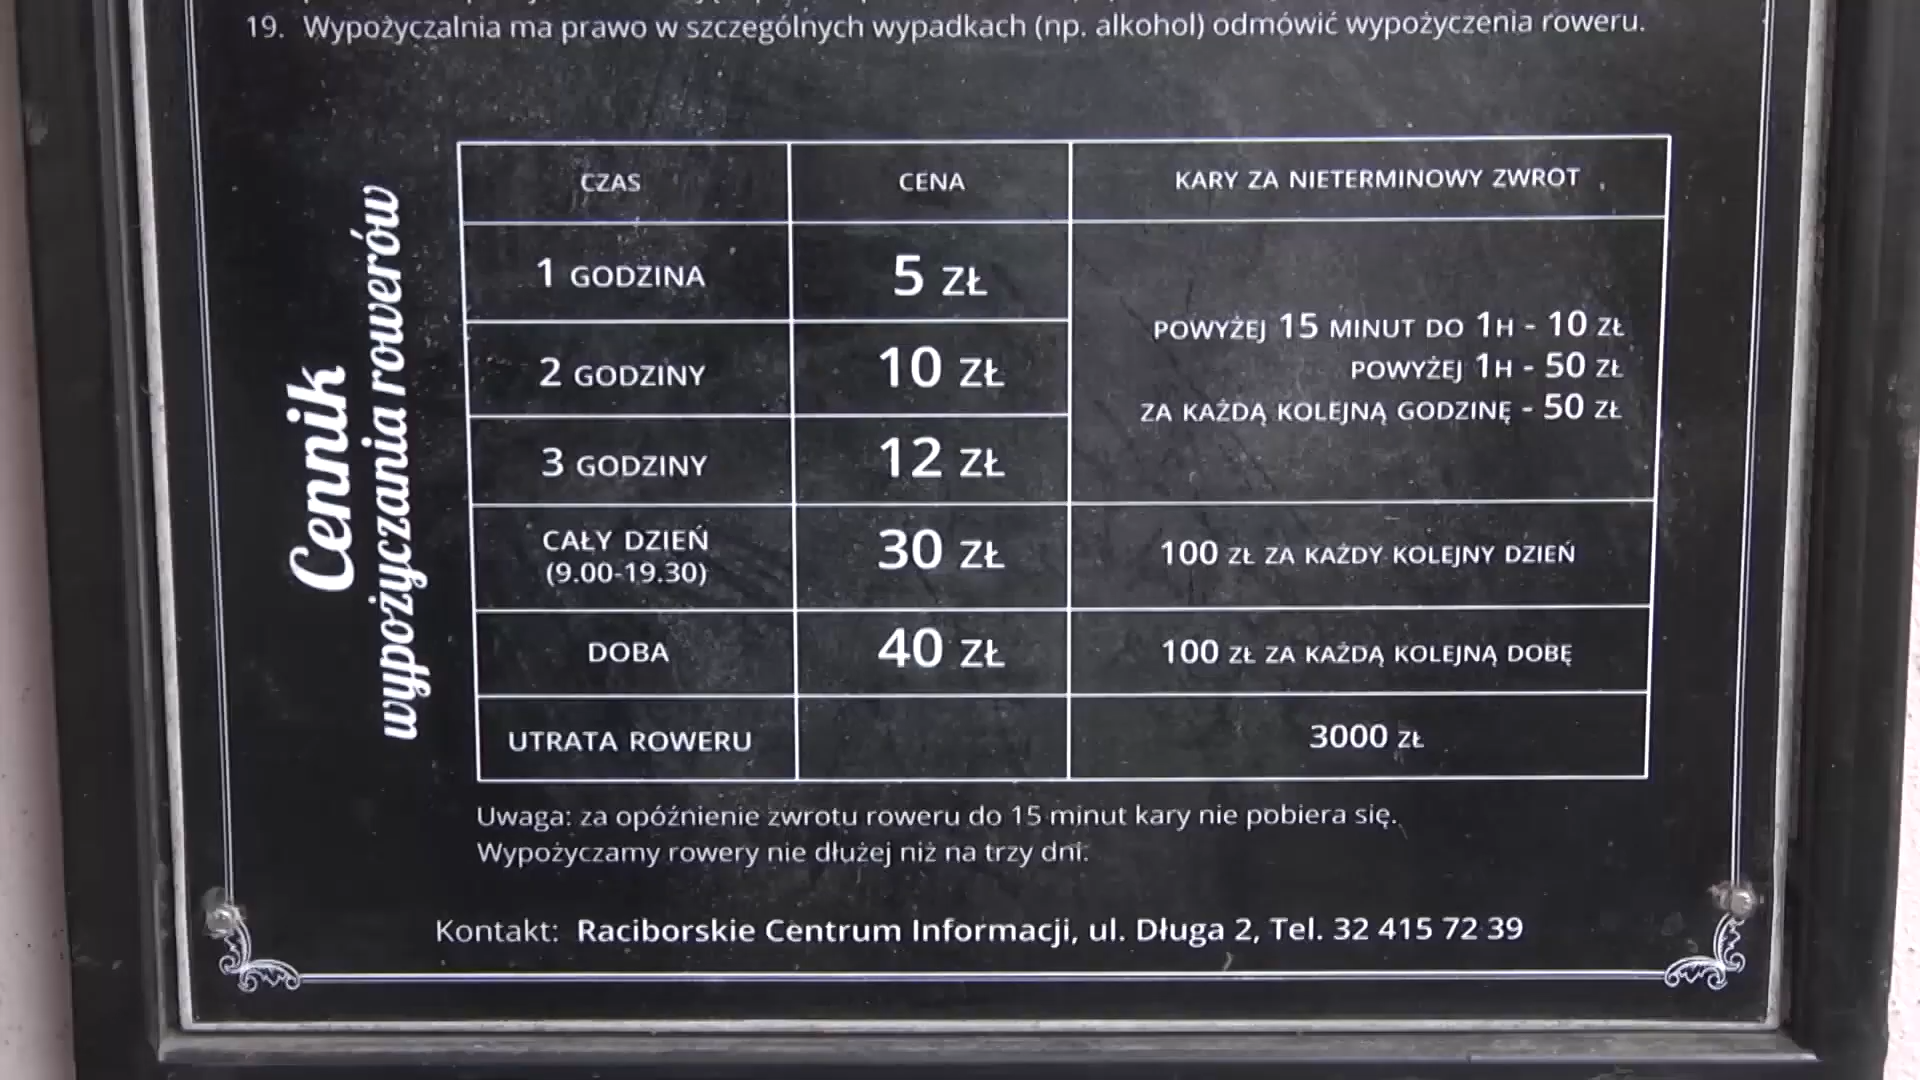 19. Wypożyczalnia ma prawo w szczególnych wypadkach (np. alkohol) odmówić wypożyczenia roweru.
Cennik
wypożyczania rowerów
CZAS CENA KARY ZA NIETERMINOWY ZWROT
1 GODZINA 5 ZŁ
2 GODZINY 10 ZŁ
3 GODZINY 12 ZŁ
POWYŻEJ 15 MINUT DO 1H - 10 ZŁ
POWYŻEJ 1H - 50 ZŁ
ZA KAŻDĄ KOLEJNĄ GODZINĘ - 50 ZŁ
CAŁY DZIEŃ
(9.00-19.30) 30 ZŁ 100 ZŁ ZA KAŻDY KOLEJNY DZIEŃ
DOBA 40 ZŁ 100 ZŁ ZA KAŻDĄ KOLEJNĄ DOBĘ
UTRATA ROWERU 3000 ZŁ
Uwaga: za opóźnienie zwrotu roweru do 15 minut kary nie pobiera się.
Wypożyczamy rowery nie dłużej niż na trzy dni.
Kontakt: Raciborskie Centrum Informacji, ul. Długa 2, Tel. 32 415 72 39